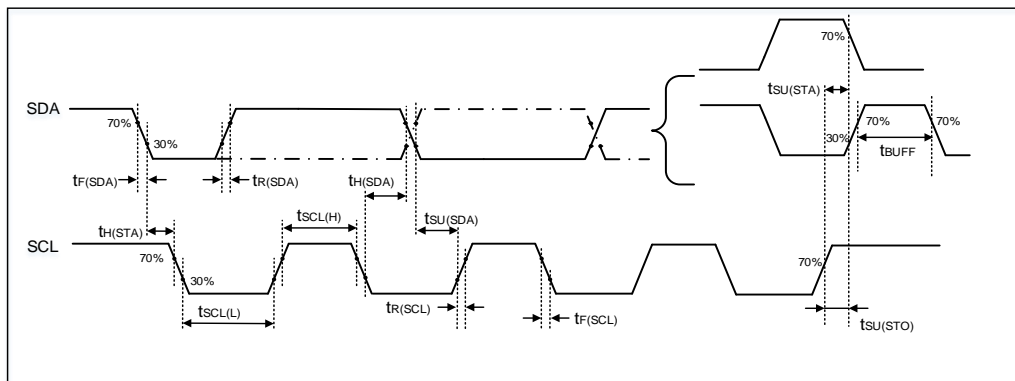 70%
tSU(STA)
SDA
70%
30%
30%
70%
70%
tBUFF
tF(SDA)
tR(SDA)
tH(SDA)
tH(STA)
tSCL(H)
tSU(SDA)
SCL
70%
30%
70%
tSCL(L)
tR(SCL)
tF(SCL)
tSU(STO)